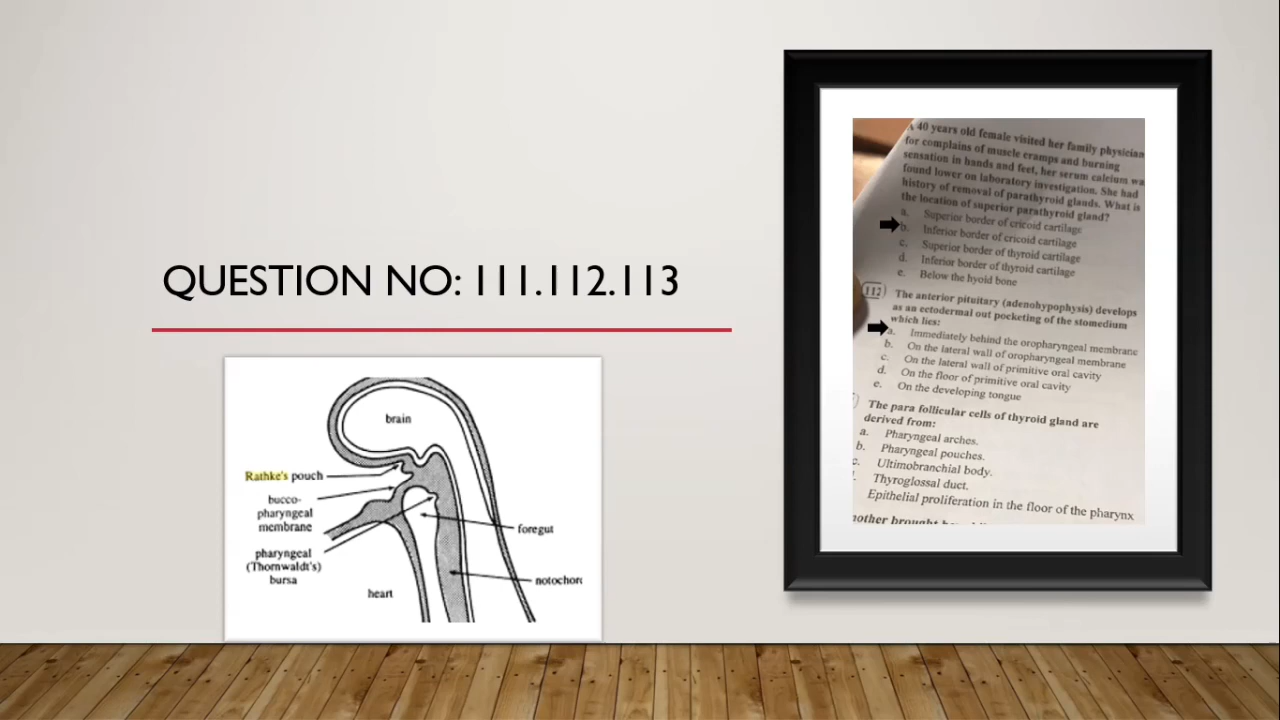 QUESTION NO: 111.112.113
brain
Rathke's pouch
bucco-
pharyngeal
membrane
pharyngeal
(Thornwaldt's)
bursa
heart
foregut
notochor
A 40 years old female visited her family physician
for complains of muscle cramps and burning
sensation in hands and feet, her serum calcium wa
found lower on laboratory investigation. She had
history of removal of parathyroid glands. What is
the location of superior parathyroid gland?
a. Superior border of cricoid cartilage
b. Inferior border of cricoid cartilage
c. Superior border of thyroid cartilage
d. Inferior border of thyroid cartilage
e. Below the hyoid bone
112 The anterior pituitary (adenohypophysis) develops
as an ectodermal out pocketing of the stomedium
which lies:
a. Immediately behind the oropharyngeal membrane
b. On the lateral wall of oropharyngeal membrane
c. On the lateral wall of primitive oral cavity
d. On the floor of primitive oral cavity
e. On the developing tongue
The para follicular cells of thyroid gland are
derived from:
a. Pharyngeal arches.
b. Pharyngeal pouches.
c. Ultimobranchial body.
Thyroglossal duct.
Epithelial proliferation in the floor of the pharynx
nother brought